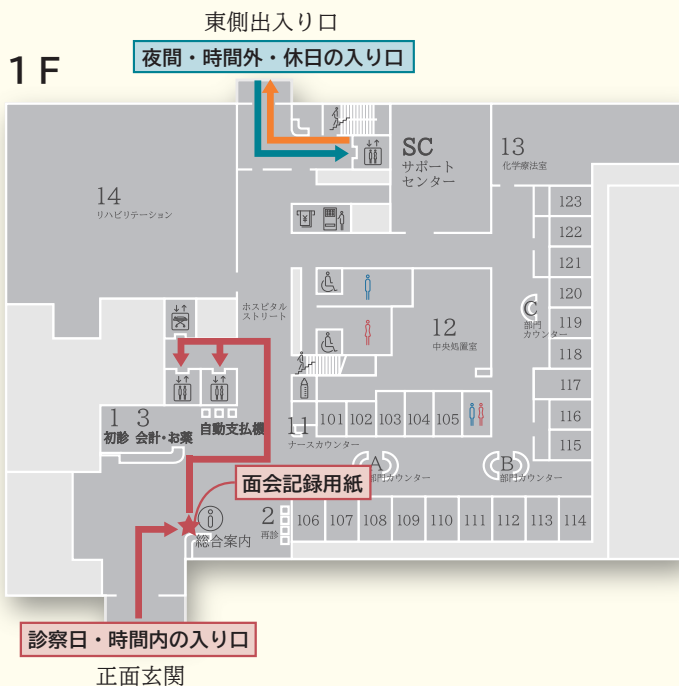 東側出入り口
夜間・時間外・休日の入り口
1F
SC
サポート
センター
13
化学療法室
14
リハビリテーション
123
122
121
120
119
118
117
116
115
C
部門
カウンター
ホスピタル
ストリート
12
中央処置室
1
初診
3
会計・お薬
自動支払機
11
ナースカウンター
101
102
103
104
105
A
部門カウンター
B
部門カウンター
面会記録用紙
総合案内
2
再診
106
107
108
109
110
111
112
113
114
診察日・時間内の入り口
正面玄関